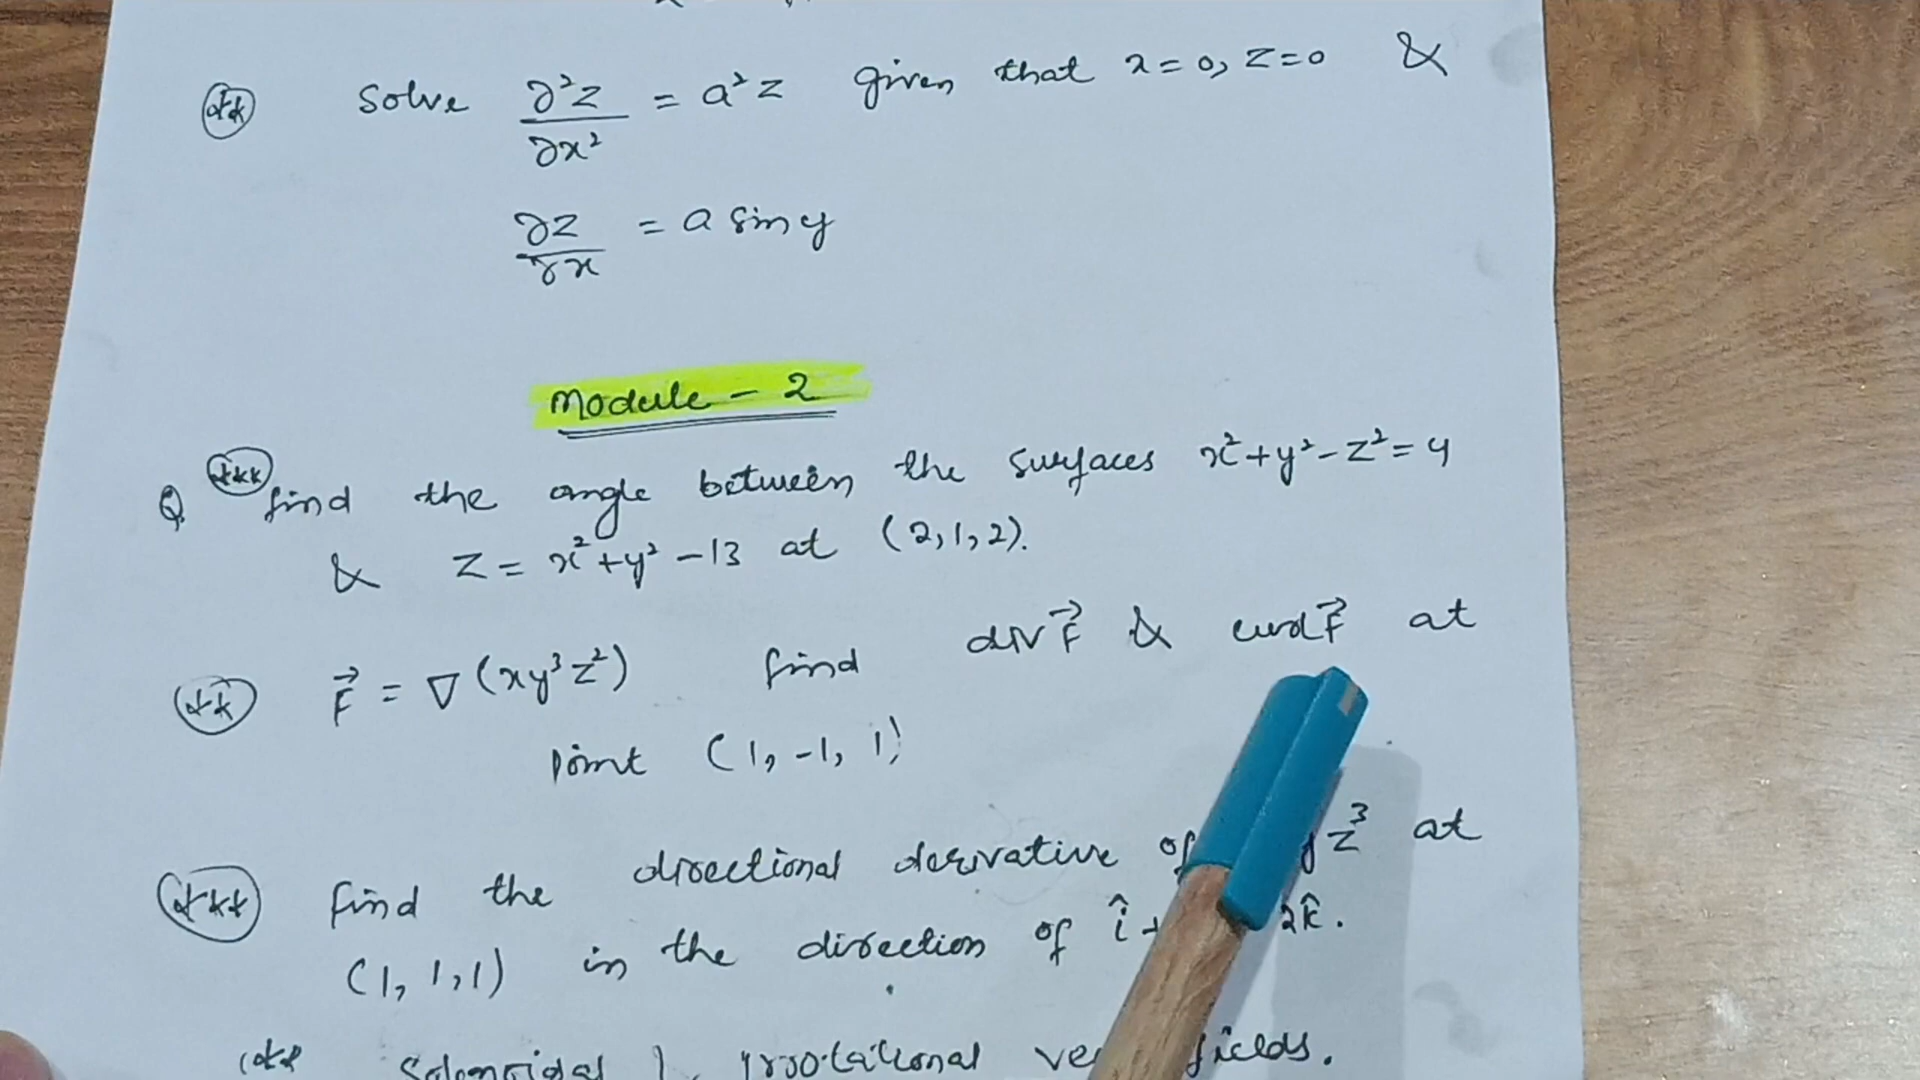 ** Solve ∂²z/∂x² = a²z given that x=0, z=0 &
∂z/∂x = a sin y
Module - 2
Q *** find the angle between the surfaces x²+y²-z²=4
& z = x²+y²-13 at (2,1,2).
** F⃗ = ∇(xy³z²) find div F⃗ & curl F⃗ at
point (1, -1, 1)
*** find the directional derivative of z³ at
(1, 1, 1) in the direction of î+ 2k̂.
Solenoidal irrotational fields.